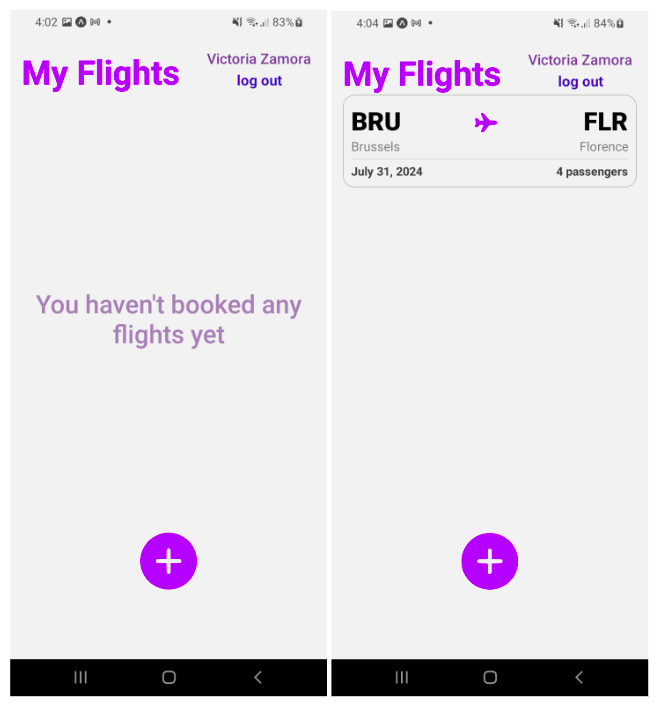 4:02
83%
My Flights
Victoria Zamora
log out
You haven't booked any
flights yet
4:04
84%
My Flights
Victoria Zamora
log out
BRU
FLR
Brussels
Florence
July 31, 2024
4 passengers